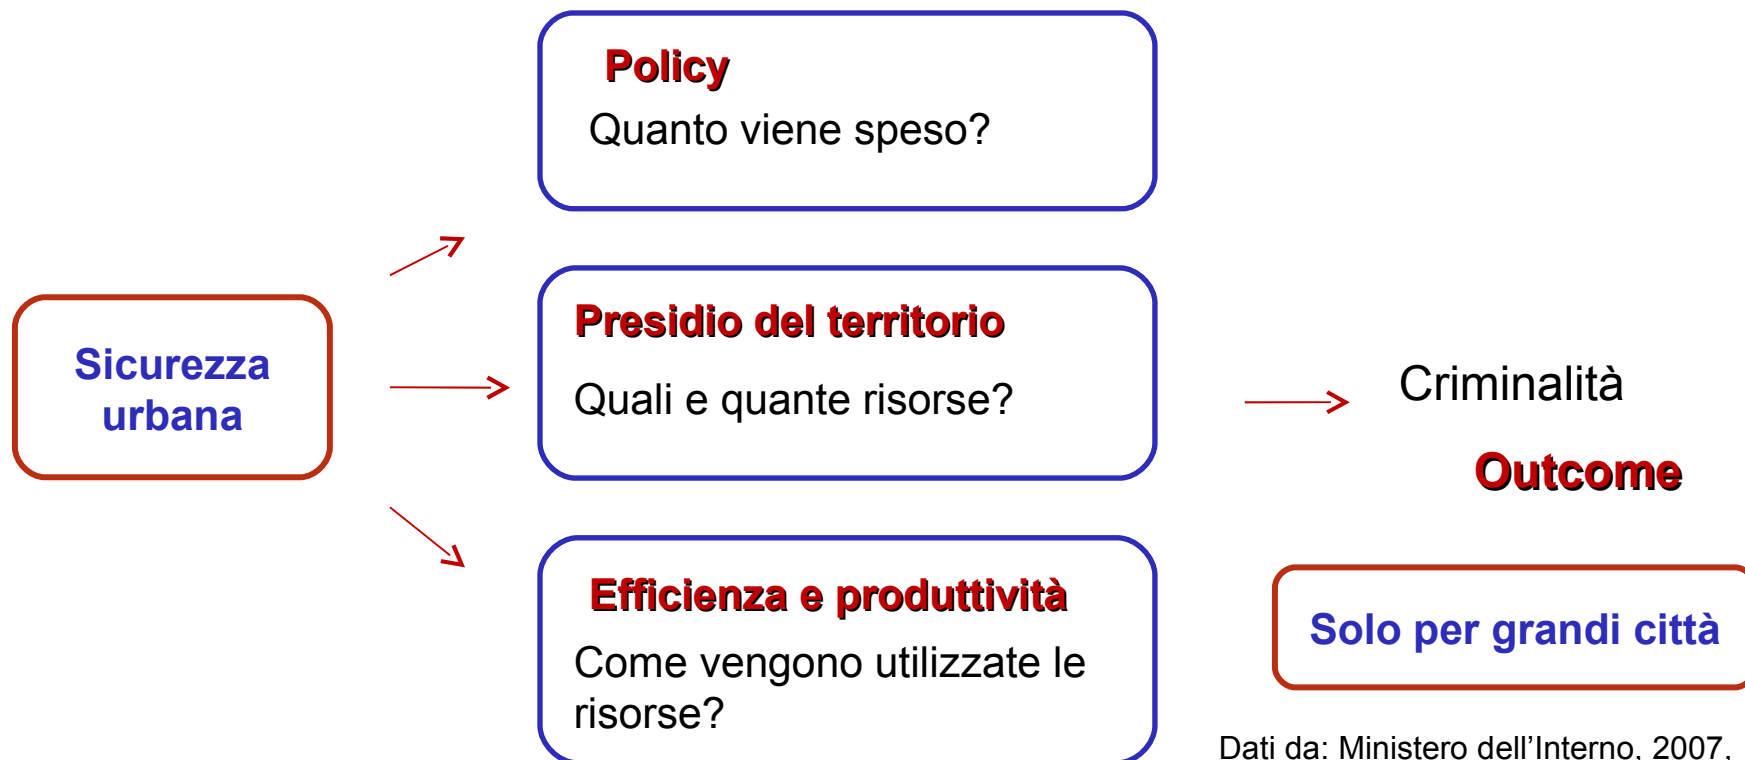 Policy
Quanto viene speso?
Sicurezza
urbana
Presidio del territorio
Quali e quante risorse?
Efficienza e produttività
Come vengono utilizzate le
risorse?
Criminalità
Outcome
Solo per grandi città
Dati da: Ministero dell’Interno, 2007,